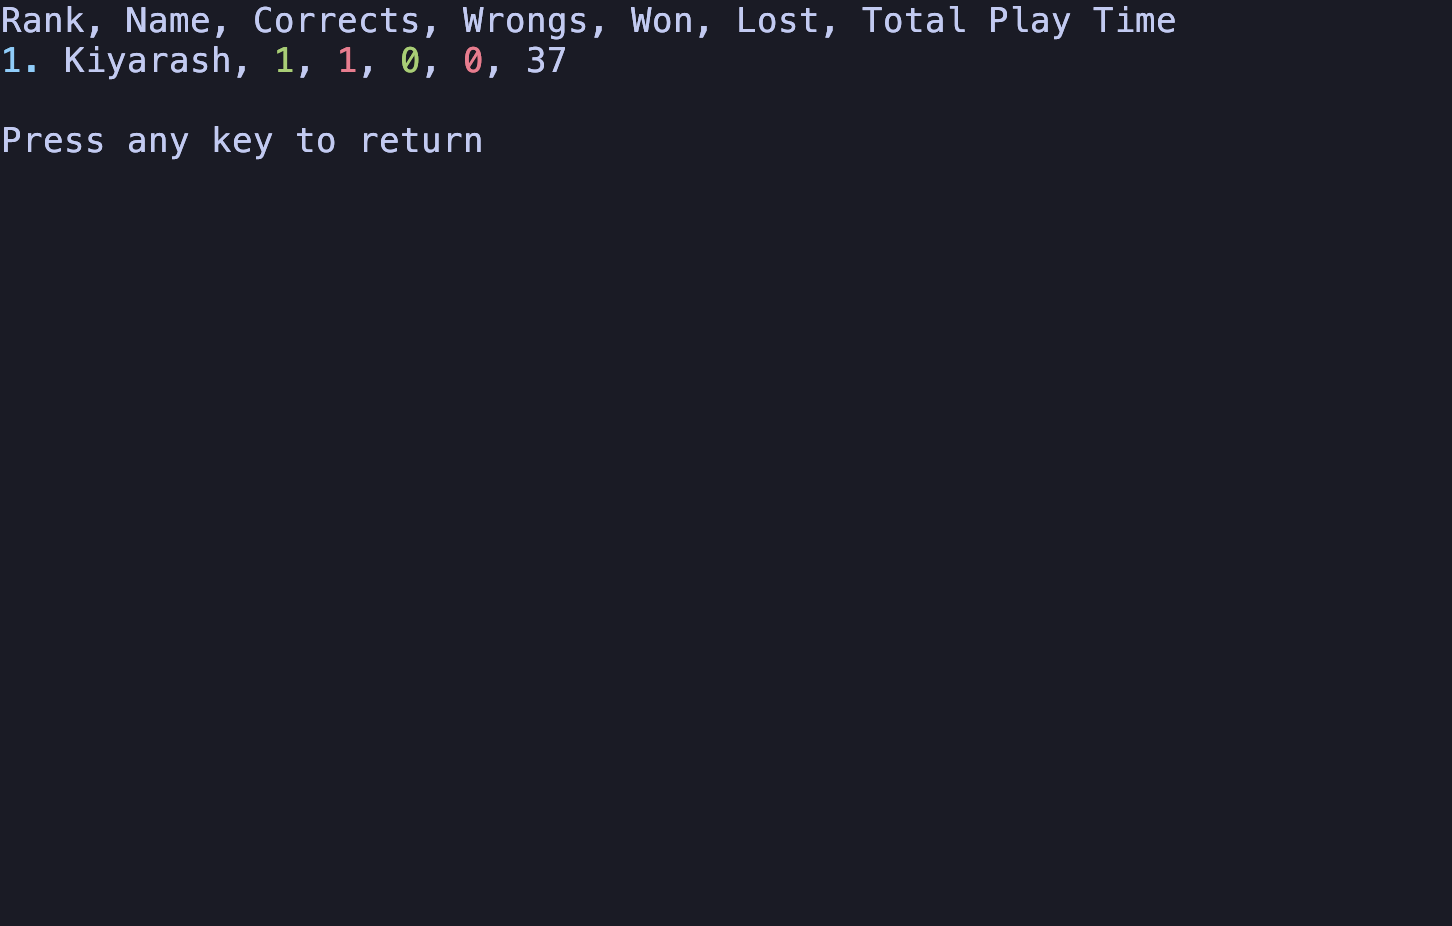 Rank, Name, Corrects, Wrongs, Won, Lost, Total Play Time
1. Kiyarash, 1, 1, 0, 0, 37
Press any key to return